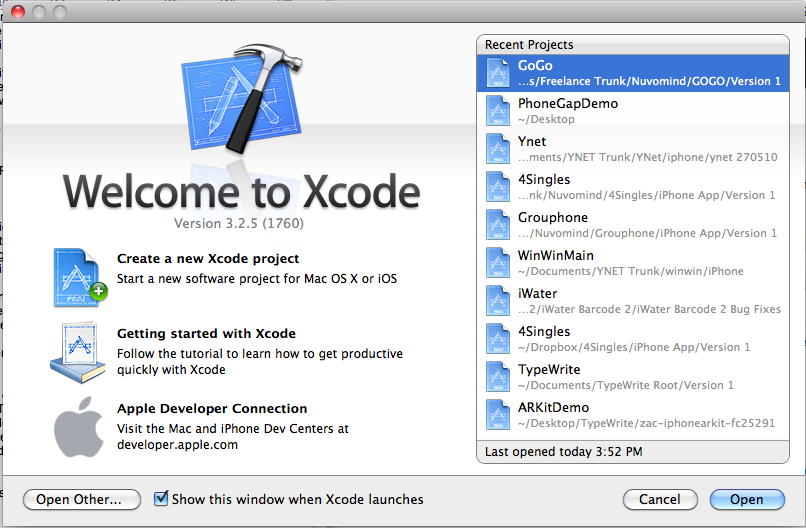 Welcome to Xcode
Version 3.2.5 (1760)
Create a new Xcode project
Start a new software project for Mac OS X or iOS
PROJ
Getting started with Xcode
Follow the tutorial to learn how to get productive
quickly with Xcode
Apple Developer Connection
Visit the Mac and iPhone Dev Centers at
developer.apple.com
Recent Projects
GoGo
...s/Freelance Trunk/Nuvomind/GOGO/Version 1
PhoneGapDemo
~/Desktop
Ynet
...ments/YNET Trunk/YNet/iphone/ynet 270510
4Singles
...nk/Nuvomind/4Singles/iPhone App/Version 1
Grouphone
.../Nuvomind/Grouphone/iPhone App/Version 1
WinWinMain
~/Documents/YNET Trunk/winwin/iPhone
iWater
...2/iWater Barcode 2/iWater Barcode 2 Bug Fixes
4Singles
~/Dropbox/4Singles/iPhone App/Version 1
TypeWrite
~/Documents/TypeWrite Root/Version 1
ARKitDemo
~/Desktop/TypeWrite/zac-iphonearkit-fc25291
Last opened today 3:52 PM
Open Other...
Show this window when Xcode launches
Cancel
Open